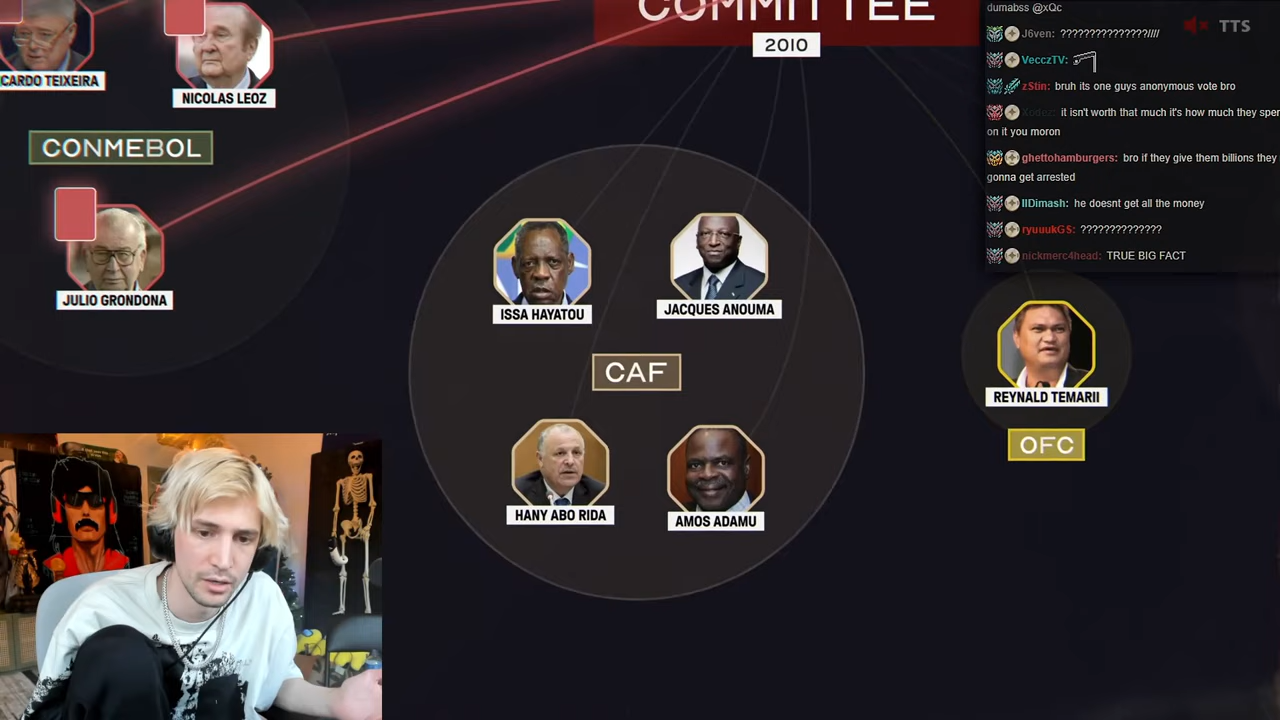 COMMITTEE
2010
CARDO TEIXEIRA
NICOLAS LEOZ
CONMEBOL
JULIO GRONDONA
ISSA HAYATOU
JACQUES ANOUMA
CAF
HANY ABO RIDA
AMOS ADAMU
REYNALD TEMARII
OFC
TTS
dumabss @xQc
J6ven: ???????????????////
VecczTV:
zStin: bruh its one guys anonymous vote bro
it isn't worth that much it's how much they sper
on it you moron
ghettohamburgers: bro if they give them billions they
gonna get arrested
IIDimash: he doesnt get all the money
ryuuukGS: ??????????????
nickmerc4head: TRUE BIG FACT